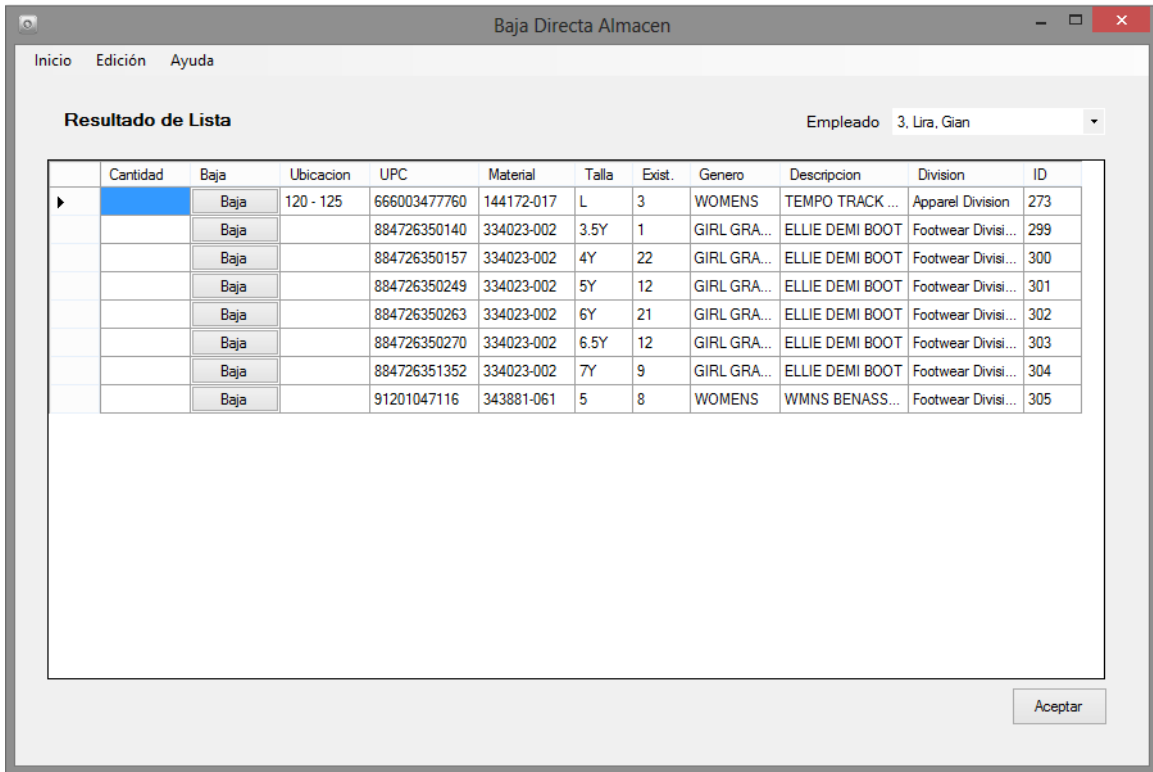 Baja Directa Almacen
Inicio Edición Ayuda
Resultado de Lista Empleado 3, Lira, Gian
Cantidad Baja Ubicacion UPC Material Talla Exist. Genero Descripcion Division ID
Baja 120 - 125 666003477760 144172-017 L 3 WOMENS TEMPO TRACK ... Apparel Division 273
Baja 884726350140 334023-002 3.5Y 1 GIRL GRA... ELLIE DEMI BOOT Footwear Divisi... 299
Baja 884726350157 334023-002 4Y 22 GIRL GRA... ELLIE DEMI BOOT Footwear Divisi... 300
Baja 884726350249 334023-002 5Y 12 GIRL GRA... ELLIE DEMI BOOT Footwear Divisi... 301
Baja 884726350263 334023-002 6Y 21 GIRL GRA... ELLIE DEMI BOOT Footwear Divisi... 302
Baja 884726350270 334023-002 6.5Y 12 GIRL GRA... ELLIE DEMI BOOT Footwear Divisi... 303
Baja 884726351352 334023-002 7Y 9 GIRL GRA... ELLIE DEMI BOOT Footwear Divisi... 304
Baja 91201047116 343881-061 5 8 WOMENS WMNS BENASS... Footwear Divisi... 305
Aceptar